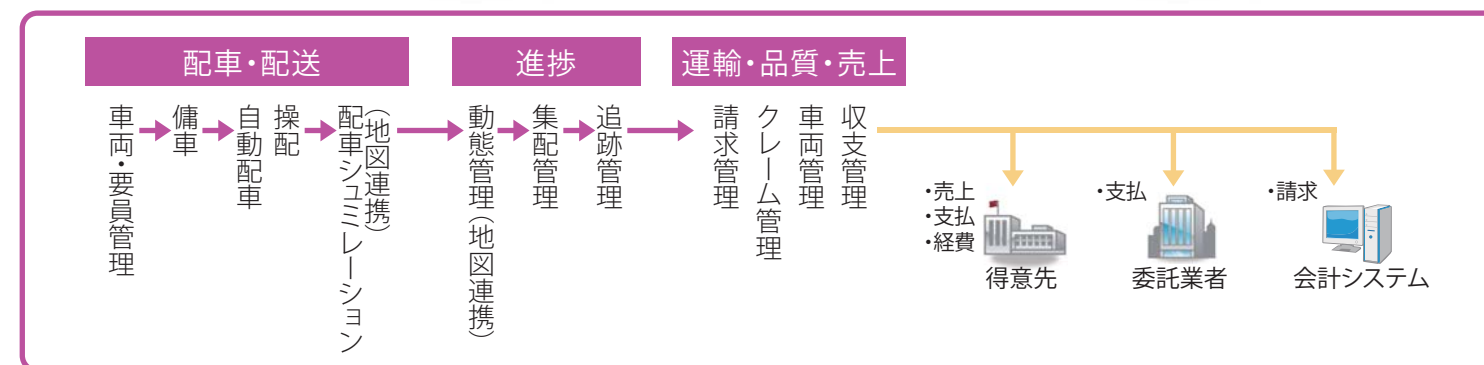 配車・配送
車両・要員管理
傭車
自動配車
操配
配車シュミレーション
(地図連携)
進捗
動態管理(地図連携)
集配管理
追跡管理
運輸・品質・売上
請求管理
クレーム管理
車両管理
収支管理
・売上
・支払
・経費
得意先
・支払
委託業者
・請求
会計システム